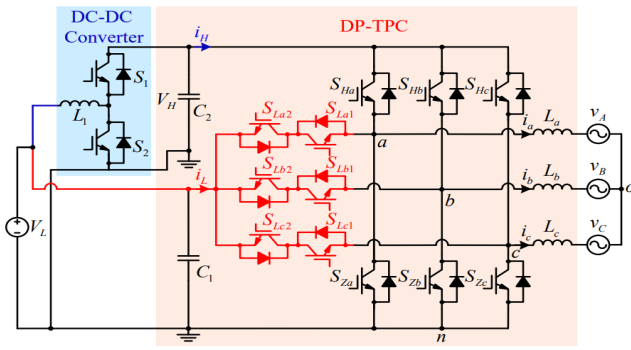 DC-DC
Converter
DP-TPC
i_H
S_1
V_H
C_2
L_1
S_2
S_Ha
S_Hb
S_Hc
S_La2
S_La1
a
i_a
L_a
v_A
i_L
S_Lb2
S_Lb1
b
i_b
L_b
v_B
o
V_L
S_Lc2
S_Lc1
c
i_c
L_c
v_C
C_1
S_Za
S_Zb
S_Zc
n